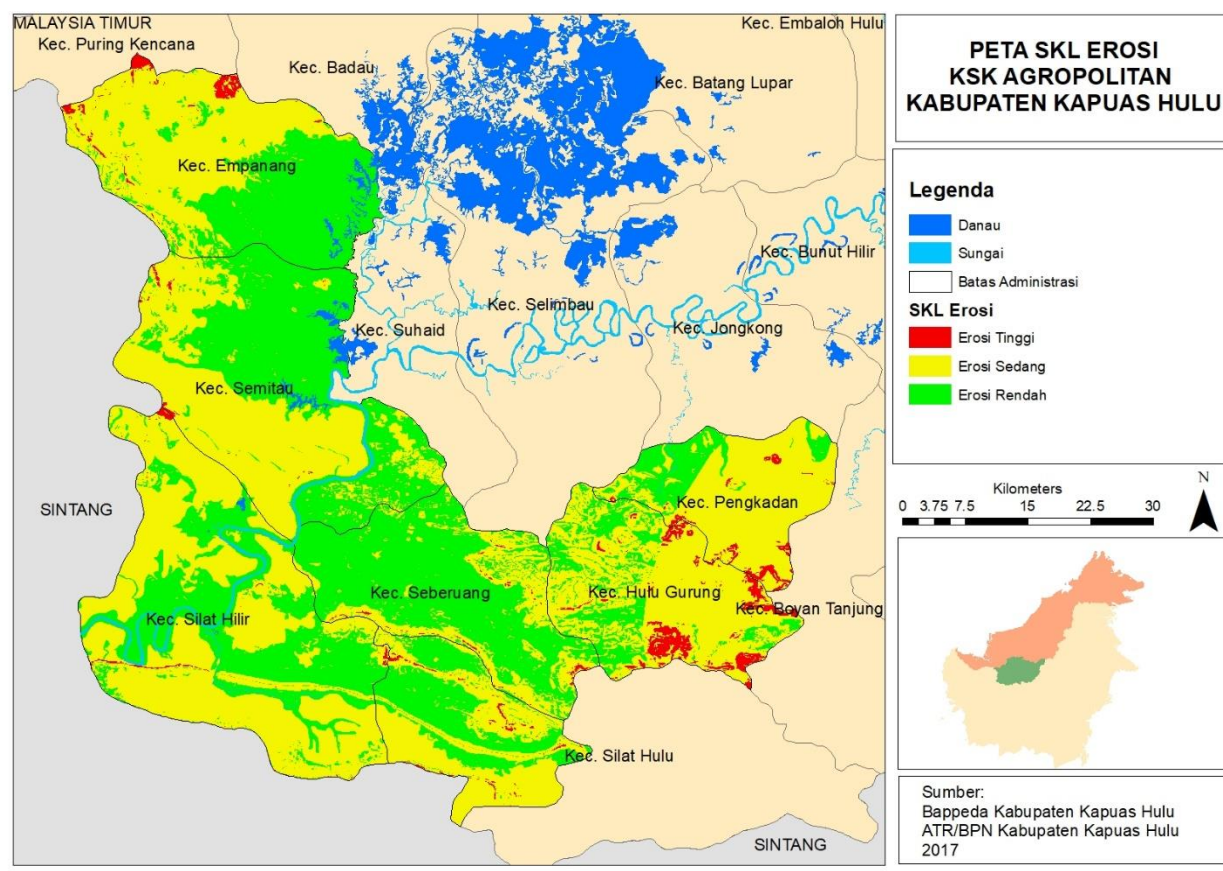 MALAYSIA TIMUR
Kec. Embaloh Hulu
Kec. Puring Kencana
Kec. Badau
Kec. Batang Lupar
Kec. Empanang
Kec. Bunut Hilir
Kec. Selimbau
Kec. Suhaid
Kec. Jongkong
Kec. Semitau
Kec. Pengkadan
SINTANG
Kec. Seberuang
Kec. Hulu Gurung
Kec. Boyan Tanjung
Kec. Silat Hilir
Kec. Silat Hulu
SINTANG
PETA SKL EROSI
KSK AGROPOLITAN
KABUPATEN KAPUAS HULU
Legenda
Danau
Sungai
Batas Administrasi
SKL Erosi
Erosi Tinggi
Erosi Sedang
Erosi Rendah
N
Kilometers
0 3.75 7.5 15 22.5 30
Sumber:
Bappeda Kabupaten Kapuas Hulu
ATR/BPN Kabupaten Kapuas Hulu
2017